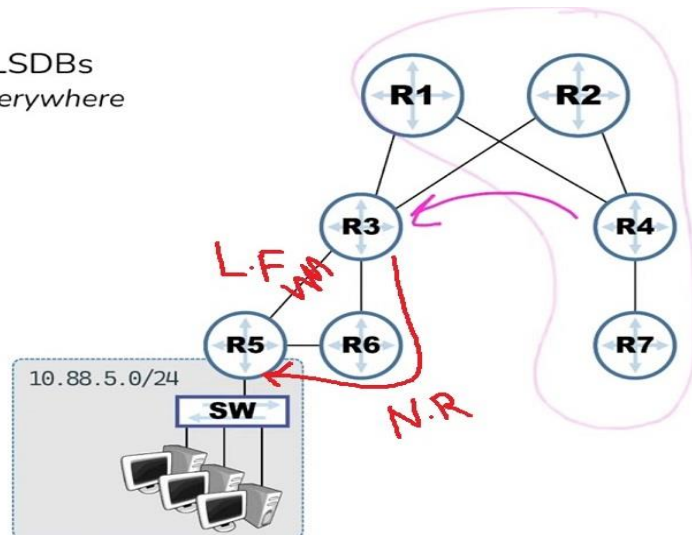 LSDBs
erywhere
R1
R2
R3
R4
L.F
R5
R6
R7
10.88.5.0/24
SW
N.R